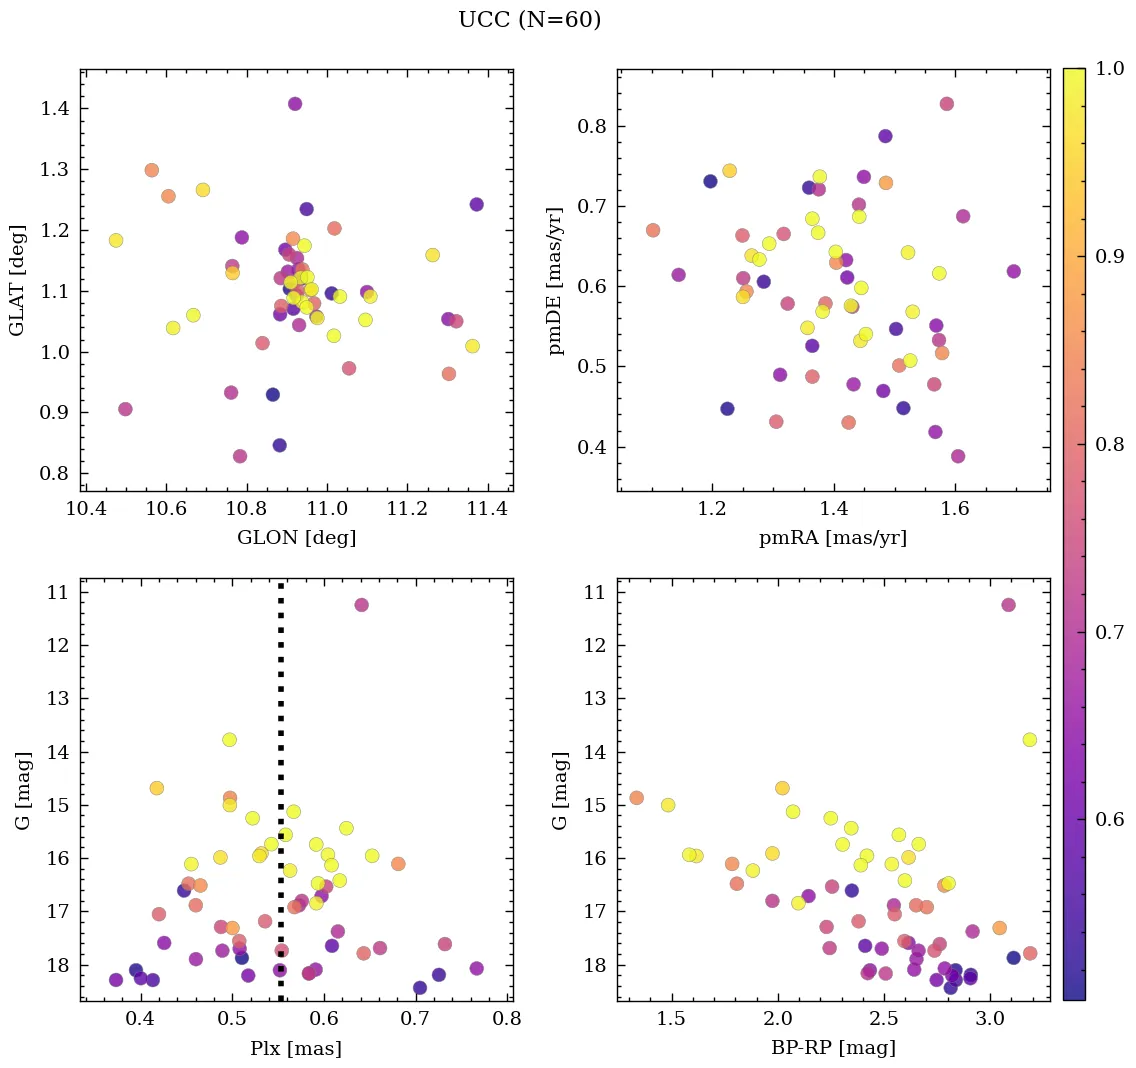 UCC (N=60)
1.4
1.3
1.2
1.1
1.0
0.9
0.8
GLAT [deg]
10.4 10.6 10.8 11.0 11.2 11.4
GLON [deg]
0.8
0.7
0.6
0.5
0.4
pmDE [mas/yr]
1.2 1.4 1.6
pmRA [mas/yr]
1.0
0.9
0.8
0.7
0.6
11
12
13
14
15
16
17
18
G [mag]
0.4 0.5 0.6 0.7 0.8
Plx [mas]
11
12
13
14
15
16
17
18
G [mag]
1.5 2.0 2.5 3.0
BP-RP [mag]